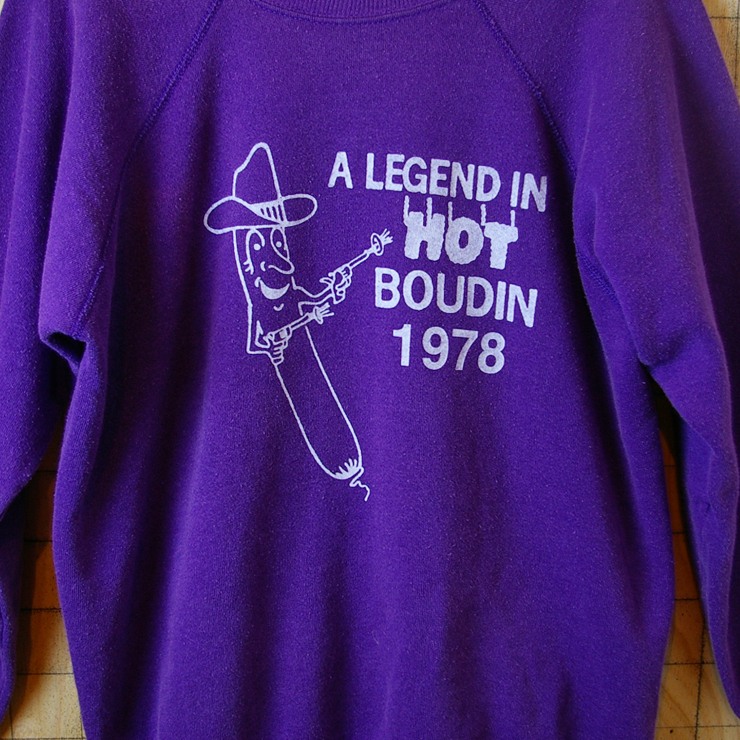 A LEGEND IN
HOT
BOUDIN
1978